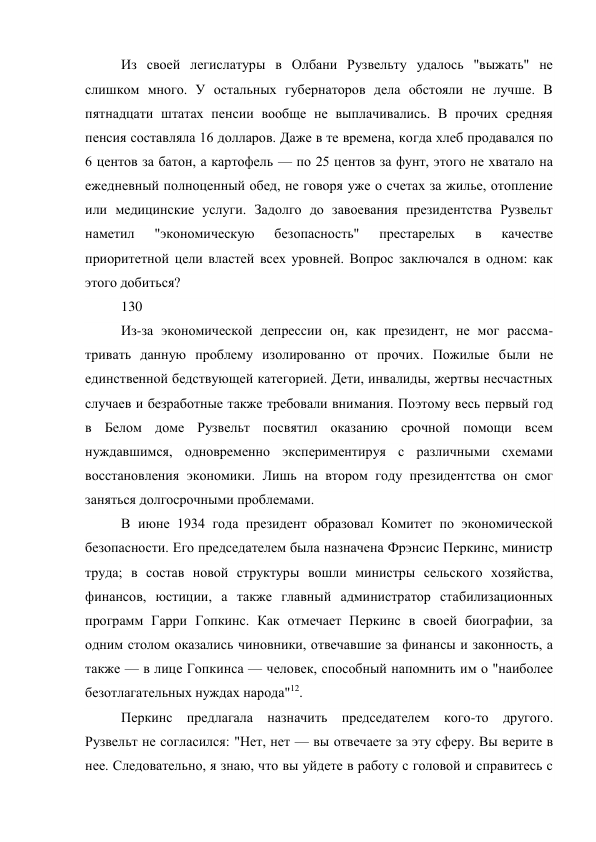 Из своей легислатуры в Олбани Рузвельту удалось "выжать" не
слишком много. У остальных губернаторов дела обстояли не лучше. В
пятнадцати штатах пенсии вообще не выплачивались. В прочих средняя
пенсия составляла 16 долларов. Даже в те времена, когда хлеб продавался по
6 центов за батон, а картофель — по 25 центов за фунт, этого не хватало на
ежедневный полноценный обед, не говоря уже о счетах за жилье, отопление
или медицинские услуги. Задолго до завоевания президентства Рузвельт
наметил "экономическую безопасность" престарелых в качестве
приоритетной цели властей всех уровней. Вопрос заключался в одном: как
этого добиться?
130
Из-за экономической депрессии он, как президент, не мог рассма-
тривать данную проблему изолированно от прочих. Пожилые были не
единственной бедствующей категорией. Дети, инвалиды, жертвы несчастных
случаев и безработные также требовали внимания. Поэтому весь первый год
в Белом доме Рузвельт посвятил оказанию срочной помощи всем
нуждавшимся, одновременно экспериментируя с различными схемами
восстановления экономики. Лишь на втором году президентства он смог
заняться долгосрочными проблемами.
В июне 1934 года президент образовал Комитет по экономической
безопасности. Его председателем была назначена Фрэнсис Перкинс, министр
труда; в состав новой структуры вошли министры сельского хозяйства,
финансов, юстиции, а также главный администратор стабилизационных
программ Гарри Гопкинс. Как отмечает Перкинс в своей биографии, за
одним столом оказались чиновники, отвечавшие за финансы и законность, а
также — в лице Гопкинса — человек, способный напомнить им о "наиболее
безотлагательных нуждах народа"12.
Перкинс предлагала назначить председателем кого-то другого.
Рузвельт не согласился: "Нет, нет — вы отвечаете за эту сферу. Вы верите в
нее. Следовательно, я знаю, что вы уйдете в работу с головой и справитесь с